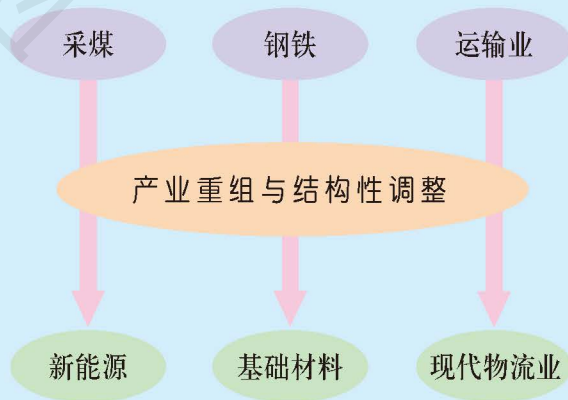 采煤
钢铁
运输业
产业重组与结构性调整
新能源
基础材料
现代物流业